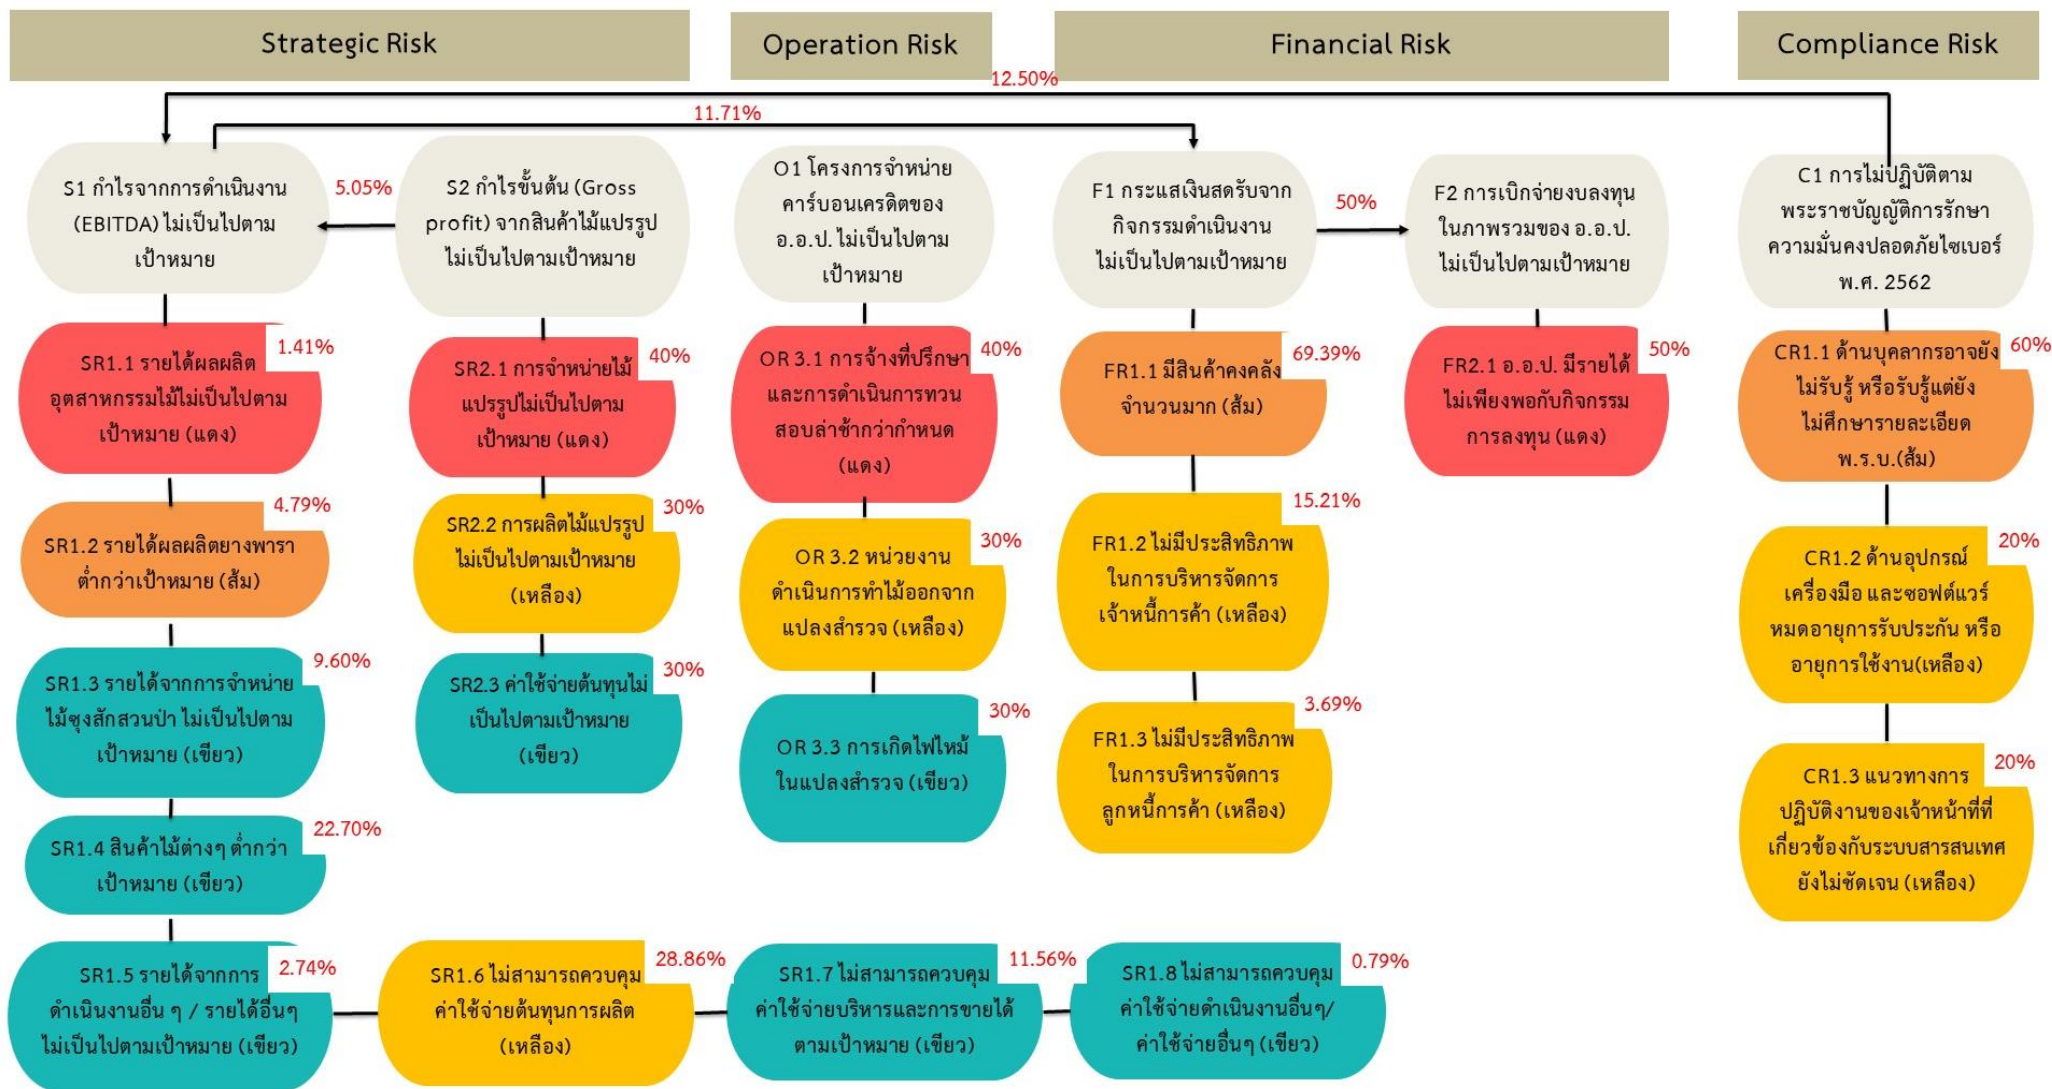 Strategic Risk
Operation Risk
Financial Risk
Compliance Risk
12.50%
11.71%
S1 กำไรจากการดำเนินงาน
(EBITDA) ไม่เป็นไปตาม
เป้าหมาย
5.05%
S2 กำไรขั้นต้น (Gross
profit) จากสินค้าไม้แปรรูป
ไม่เป็นไปตามเป้าหมาย
O1 โครงการจำหน่าย
คาร์บอนเครดิตของ
อ.อ.ป. ไม่เป็นไปตาม
เป้าหมาย
F1 กระแสเงินสดรับจาก
กิจกรรมดำเนินงาน
ไม่เป็นไปตามเป้าหมาย
50%
F2 การเบิกจ่ายงบลงทุน
ในภาพรวมของ อ.อ.ป.
ไม่เป็นไปตามเป้าหมาย
C1 การไม่ปฏิบัติตาม
พระราชบัญญัติการรักษา
ความมั่นคงปลอดภัยไซเบอร์
พ.ศ. 2562
1.41%
SR1.1 รายได้ผลผลิต
อุตสาหกรรมไม้ไม่เป็นไปตาม
เป้าหมาย (แดง)
4.79%
SR1.2 รายได้ผลผลิตยางพารา
ต่ำกว่าเป้าหมาย (ส้ม)
9.60%
SR1.3 รายได้จากการจำหน่าย
ไม้ซุงสักสวนป่า ไม่เป็นไปตาม
เป้าหมาย (เขียว)
22.70%
SR1.4 สินค้าไม้ต่างๆ ต่ำกว่า
เป้าหมาย (เขียว)
40%
SR2.1 การจำหน่ายไม้
แปรรูปไม่เป็นไปตาม
เป้าหมาย (แดง)
30%
SR2.2 การผลิตไม้แปรรูป
ไม่เป็นไปตามเป้าหมาย
(เหลือง)
30%
SR2.3 ค่าใช้จ่ายต้นทุนไม่
เป็นไปตามเป้าหมาย
(เขียว)
40%
OR 3.1 การจ้างที่ปรึกษา
และการดำเนินการทวน
สอบล่าช้ากว่ากำหนด
(แดง)
30%
OR 3.2 หน่วยงาน
ดำเนินการทำไม้ออกจาก
แปลงสำรวจ (เหลือง)
30%
OR 3.3 การเกิดไฟไหม้
ในแปลงสำรวจ (เขียว)
69.39%
FR1.1 มีสินค้าคงคลัง
จำนวนมาก (ส้ม)
15.21%
FR1.2 ไม่มีประสิทธิภาพ
ในการบริหารจัดการ
เจ้าหนี้การค้า (เหลือง)
3.69%
FR1.3 ไม่มีประสิทธิภาพ
ในการบริหารจัดการ
ลูกหนี้การค้า (เหลือง)
50%
FR2.1 อ.อ.ป. มีรายได้
ไม่เพียงพอกับกิจกรรม
การลงทุน (แดง)
60%
CR1.1 ด้านบุคลากรอาจยัง
ไม่รับรู้ หรือรับรู้แต่ยัง
ไม่ศึกษารายละเอียด
พ.ร.บ.(ส้ม)
20%
CR1.2 ด้านอุปกรณ์
เครื่องมือ และซอฟต์แวร์
หมดอายุการรับประกัน หรือ
อายุการใช้งาน(เหลือง)
20%
CR1.3 แนวทางการ
ปฏิบัติงานของเจ้าหน้าที่ที่
เกี่ยวข้องกับระบบสารสนเทศ
ยังไม่ชัดเจน (เหลือง)
2.74%
SR1.5 รายได้จากการ
ดำเนินงานอื่น ๆ / รายได้อื่นๆ
ไม่เป็นไปตามเป้าหมาย (เขียว)
28.86%
SR1.6 ไม่สามารถควบคุม
ค่าใช้จ่ายต้นทุนการผลิต
(เหลือง)
11.56%
SR1.7 ไม่สามารถควบคุม
ค่าใช้จ่ายบริหารและการขายได้
ตามเป้าหมาย (เขียว)
0.79%
SR1.8 ไม่สามารถควบคุม
ค่าใช้จ่ายดำเนินงานอื่นๆ/
ค่าใช้จ่ายอื่นๆ (เขียว)